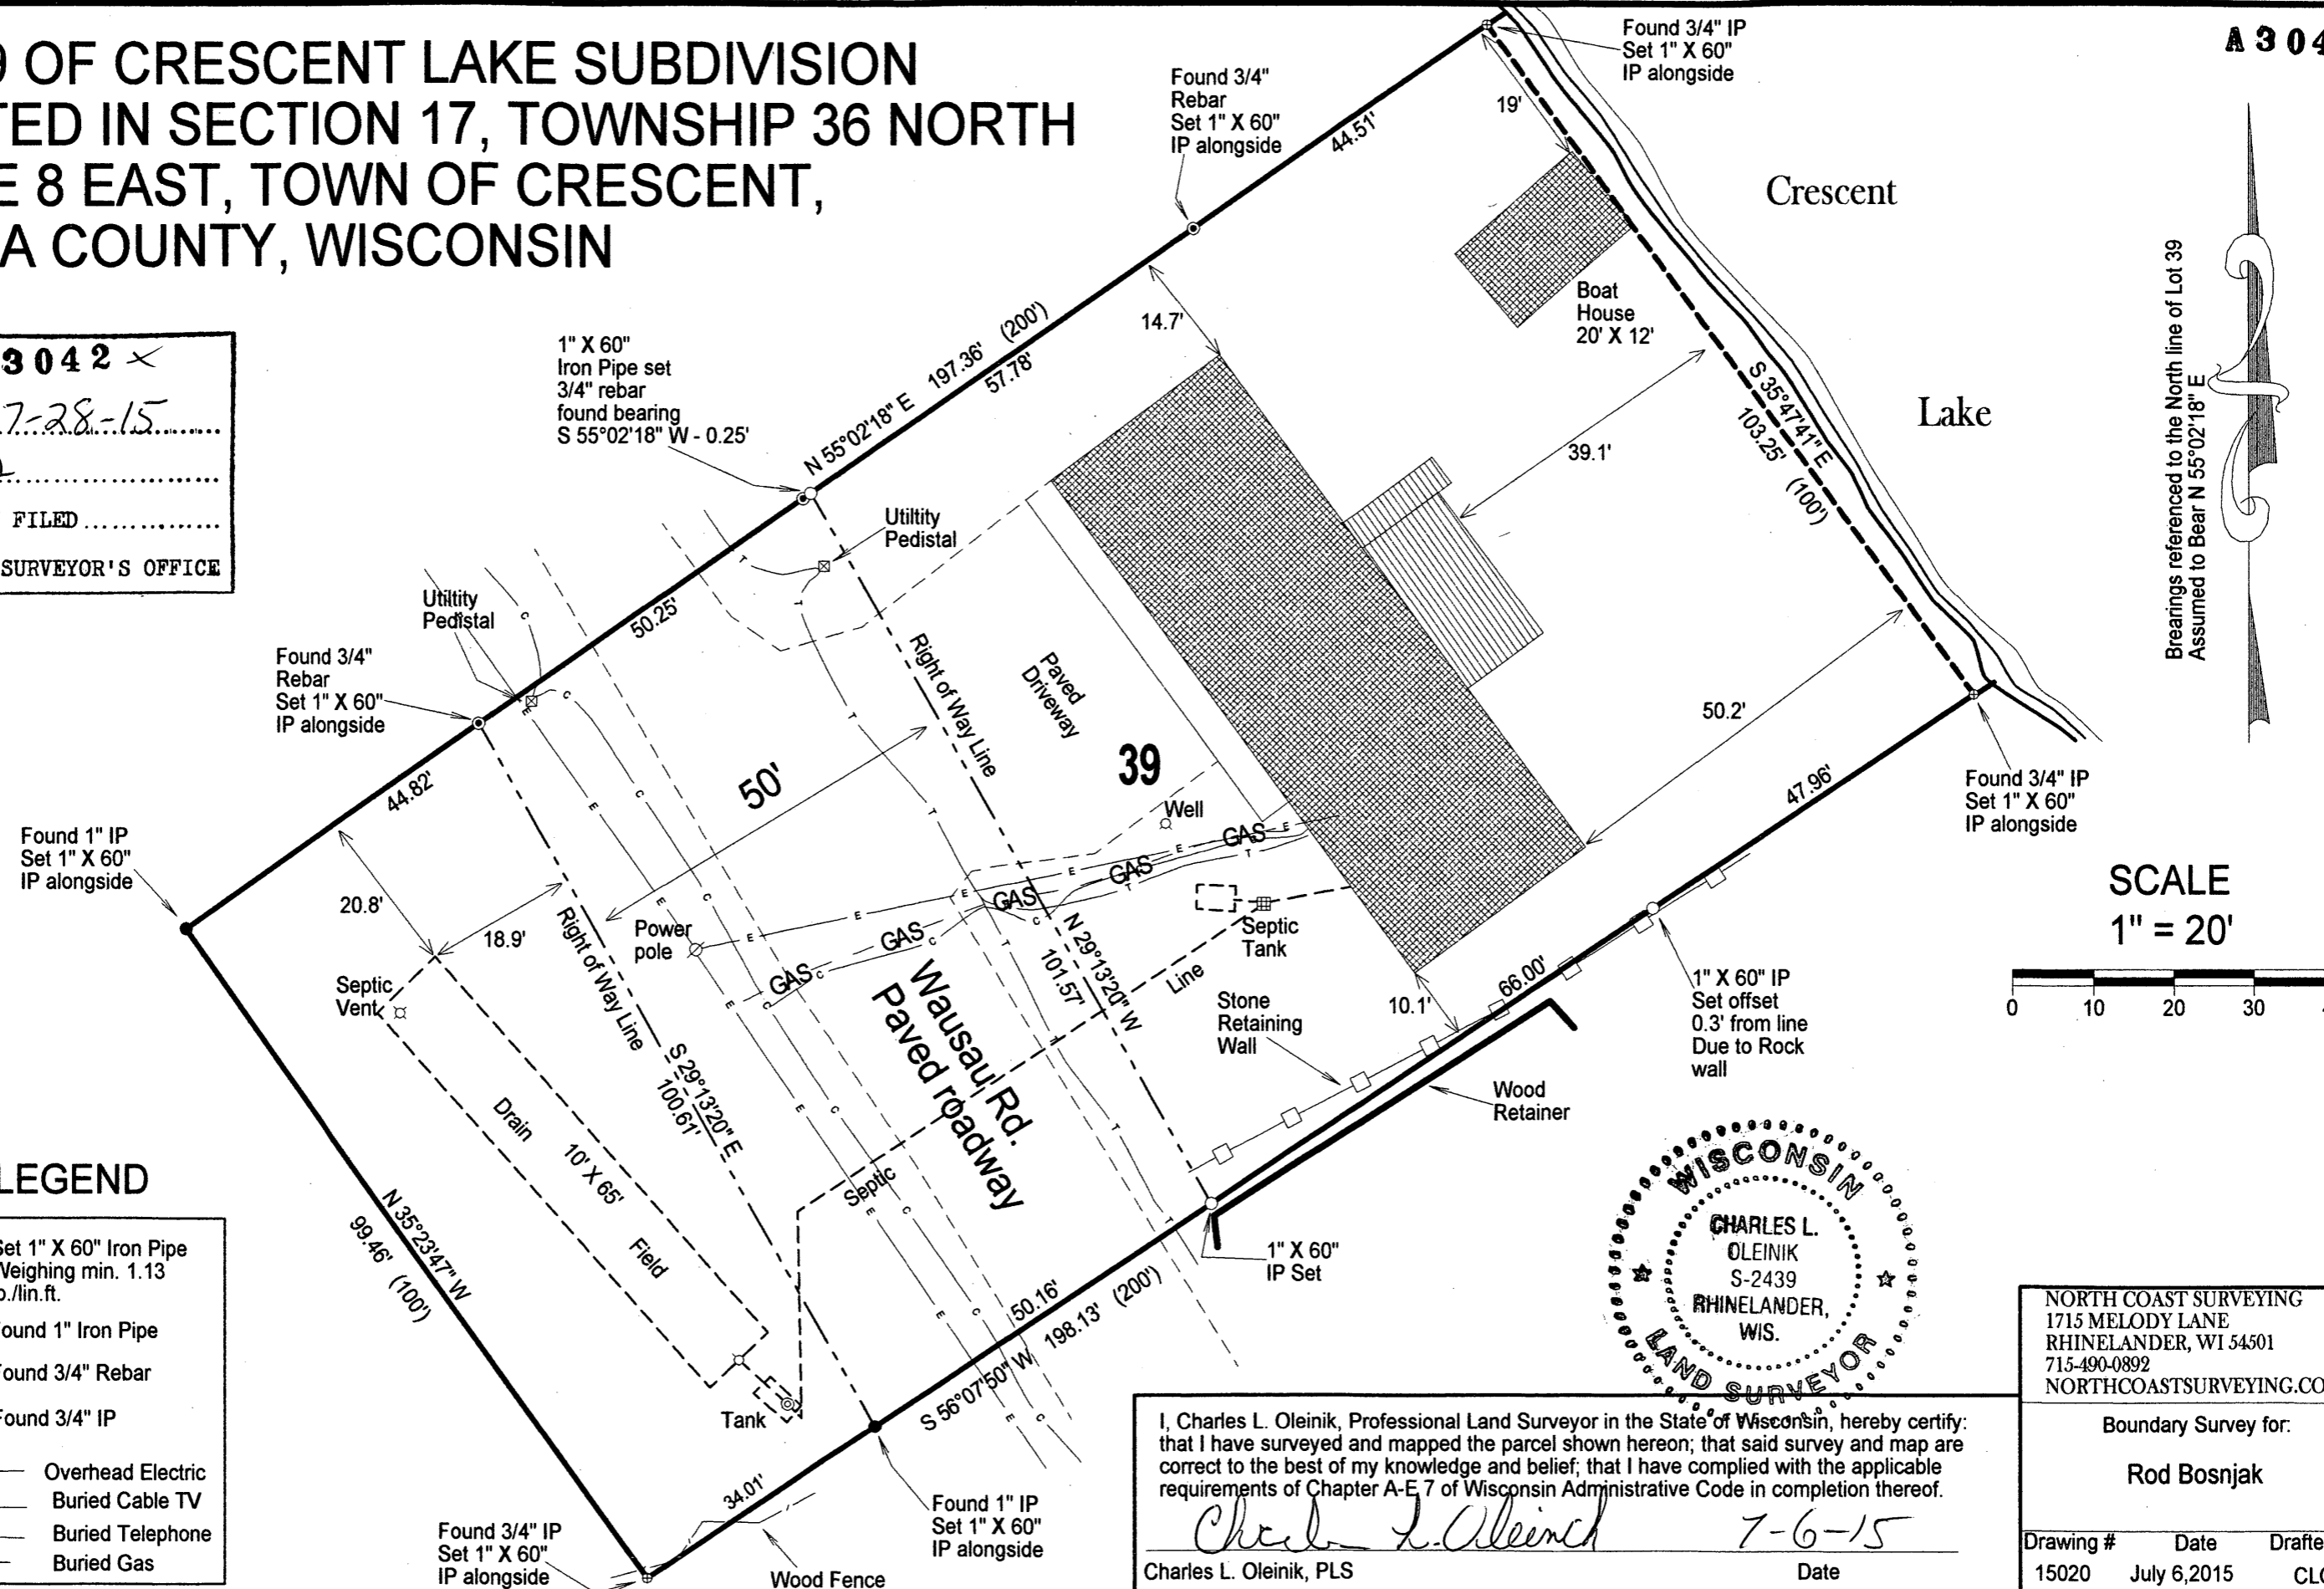 9 OF CRESCENT LAKE SUBDIVISION
TED IN SECTION 17, TOWNSHIP 36 NORTH
E 8 EAST, TOWN OF CRESCENT,
A COUNTY, WISCONSIN
A304
3042 ×
7-28-15
FILED
SURVEYOR'S OFFICE
Found 3/4" IP
Set 1" X 60"
IP alongside
Found 3/4"
Rebar
Set 1" X 60"
IP alongside
44.51'
19'
Crescent
Lake
Boat
House
20' X 12'
14.7'
1" X 60"
Iron Pipe set
3/4" rebar
found bearing
S 55°02'18" W - 0.25'
N 55°02'18" E 197.36' (200')
57.78'
39.1'
S 35°47'41" E
103.25' (100')
Brearings referenced to the North line of Lot 39
Assumed to Bear N 55°02'18" E
Utiltity
Pedistal
Utiltity
Pedistal
50.25'
Found 3/4"
Rebar
Set 1" X 60"
IP alongside
Right of Way Line
Paved
Driveway
50.2'
39
50'
Well
44.82'
47.96'
Found 3/4" IP
Set 1" X 60"
IP alongside
Found 1" IP
Set 1" X 60"
IP alongside
20.8'
18.9'
GAS
GAS
GAS
GAS
GAS
Power
pole
Septic
Vent
Right of Way Line
N 29°13'20" W
101.57'
Septic
Tank
Septic Line
Wausau Rd.
Paved roadway
Stone
Retaining
Wall
10.1'
66.00'
1" X 60" IP
Set offset
0.3' from line
Due to Rock
wall
SCALE
1" = 20'
0 10 20 30
Wood
Retainer
S 29°13'20" E
100.61'
Drain Field
10' X 65'
N 35°23'47" W
99.46' (100')
1" X 60"
IP Set
50.16'
S 56°07'50" W 198.13' (200')
Tank
34.01'
Found 1" IP
Set 1" X 60"
IP alongside
Found 3/4" IP
Set 1" X 60"
IP alongside
Wood Fence
LEGEND
Set 1" X 60" Iron Pipe
Weighing min. 1.13
b./lin.ft.
Found 1" Iron Pipe
Found 3/4" Rebar
Found 3/4" IP
Overhead Electric
Buried Cable TV
Buried Telephone
Buried Gas
WISCONSIN
CHARLES L.
OLEINIK
S-2439
RHINELANDER,
WIS.
LAND SURVEYOR
I, Charles L. Oleinik, Professional Land Surveyor in the State of Wisconsin, hereby certify:
that I have surveyed and mapped the parcel shown hereon; that said survey and map are
correct to the best of my knowledge and belief; that I have complied with the applicable
requirements of Chapter A-E 7 of Wisconsin Administrative Code in completion thereof.
7-6-15
Charles L. Oleinik, PLS Date
NORTH COAST SURVEYING
1715 MELODY LANE
RHINELANDER, WI 54501
715-490-0892
NORTHCOASTSURVEYING.CO
Boundary Survey for:
Rod Bosnjak
Drawing # Date Drafte
15020 July 6,2015 CL